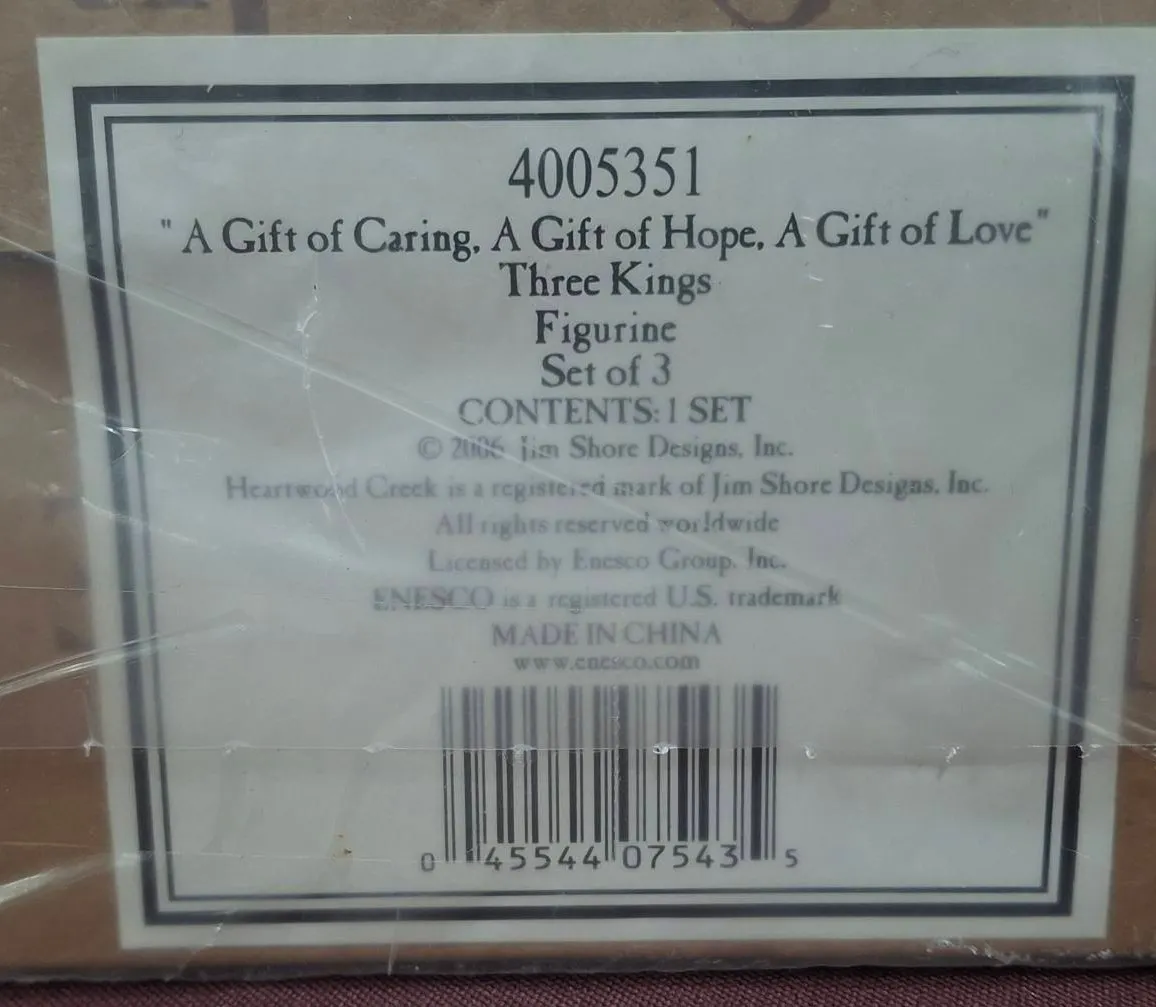 4005351
"A Gift of Caring, A Gift of Hope, A Gift of Love"
Three Kings
Figurine
Set of 3
CONTENTS: 1 SET
© 2006 Jim Shore Designs, Inc.
Heartwood Creek is a registered mark of Jim Shore Designs, Inc.
All rights reserved worldwide
Licensed by Enesco Group, Inc.
ENESCO is a registered U.S. trademark
MADE IN CHINA
www.enesco.com
0 45544 07543 5